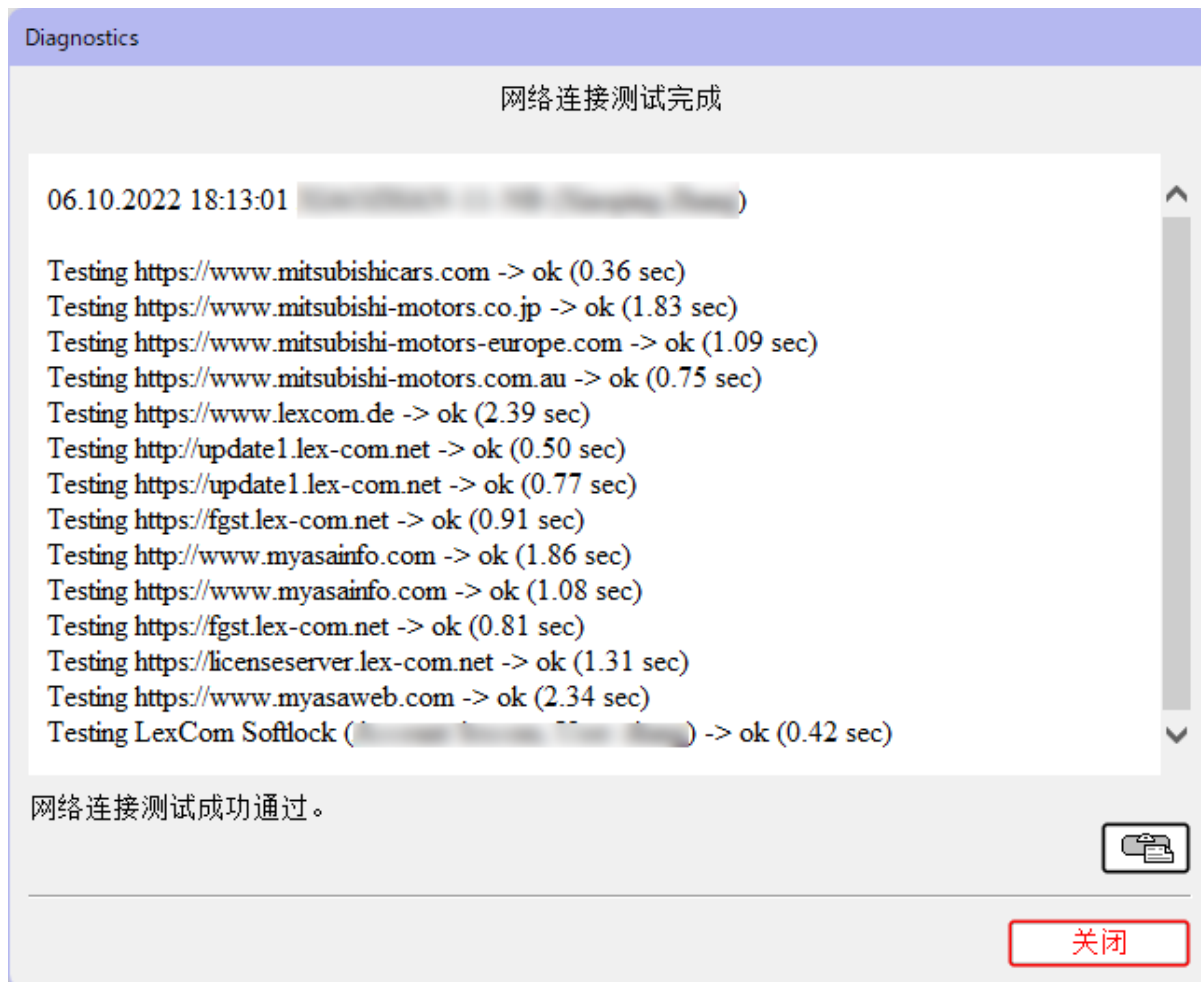 Diagnostics
网络连接测试完成
06.10.2022 18:13:01 )
Testing https://www.mitsubishicars.com -> ok (0.36 sec)
Testing https://www.mitsubishi-motors.co.jp -> ok (1.83 sec)
Testing https://www.mitsubishi-motors-europe.com -> ok (1.09 sec)
Testing https://www.mitsubishi-motors.com.au -> ok (0.75 sec)
Testing https://www.lexcom.de -> ok (2.39 sec)
Testing http://update1.lex-com.net -> ok (0.50 sec)
Testing https://update1.lex-com.net -> ok (0.77 sec)
Testing https://fgst.lex-com.net -> ok (0.91 sec)
Testing http://www.myasainfo.com -> ok (1.86 sec)
Testing https://www.myasainfo.com -> ok (1.08 sec)
Testing https://fgst.lex-com.net -> ok (0.81 sec)
Testing https://licenseserver.lex-com.net -> ok (1.31 sec)
Testing https://www.myasaweb.com -> ok (2.34 sec)
Testing LexCom Softlock ( ) -> ok (0.42 sec)
网络连接测试成功通过。
关闭